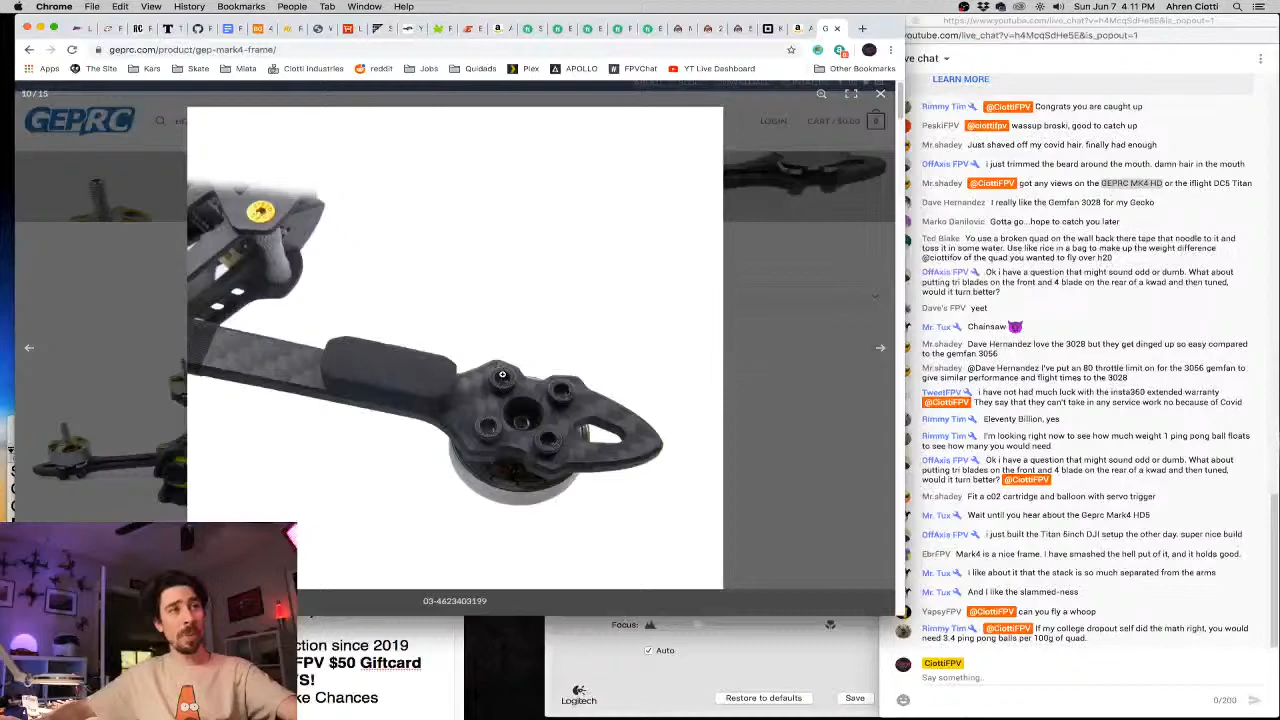 Chrome File Edit View History Bookmarks People Tab Window Help
Sun Jun 7 4:11 PM Ahren Ciotti
geprc.com/product/gep-mark4-frame/
https://www.youtube.com/live_chat?v=h4McqSdHe5E&is_popout=1
youtube.com/live_chat?v=h4McqSdHe5E&is_popout=1
Apps The Site Skate Miata Ciotti Industries reddit Jobs Quidads Plex APOLLO FPVChat YT Live Dashboard Other Bookmarks
10/15
GEPRC
LOGIN CART / $0.00 0
03-4623403199
ve chat
LEARN MORE
Rimmy Tim @CiottiFPV Congrats you are caught up
PeskiFPV @ciottifpv wassup broski, good to catch up
Mr.shadey Just shaved off my covid hair. finally had enough
OffAxis FPV i just trimmed the beard around the mouth. damn hair in the mouth
Mr.shadey @CiottiFPV got any views on the GEPRC MK4 HD or the iflight DC5 Titan
Dave Hernandez I really like the Gemfan 3028 for my Gecko
Marko Danilovic Gotta go...hope to catch you later
Ted Blake Yo use a broken quad on the wall back there tape that noodle to it and
toss it in some water. Use like rice in a bag to make up the weight difference
@ciottifov of the quad you wanted to fly over h20
OffAxis FPV Ok i have a question that might sound odd or dumb. What about
putting tri blades on the front and 4 blade on the rear of a kwad and then tuned,
would it turn better?
Dave's FPV yeet
Mr. Tux Chainsaw
Mr.shadey Dave Hernandez love the 3028 but they get dinged up so easy compared
to the gemfan 3056
Mr.shadey @Dave Hernandez I've put an 80 throttle limit on for the 3056 gemfan to
give similar performance and flight times to the 3028
TweetFPV i have not had much luck with the insta360 extended warranty
@CiottiFPV They say that they can't take in any service work no because of Covid
Rimmy Tim Eleventy Billion, yes
Rimmy Tim I'm looking right now to see how much weight 1 ping pong ball floats
to see how many you would need
OffAxis FPV Ok i have a question that might sound odd or dumb. What about
putting tri blades on the front and 4 blade on the rear of a kwad and then tuned,
would it turn better? @CiottiFPV
Mr.shadey Fit a c02 cartridge and balloon with servo trigger
Mr. Tux Wait until you hear about the Geprc Mark4 HD5
OffAxis FPV i just built the Titan 5inch DJI setup the other day. super nice build
EbrFPV Mark4 is a nice frame. I have smashed the hell put of it, and it holds good.
Mr. Tux i like about it that the stack is so much separated from the arms
Mr. Tux And I like the slammed-ness
YapsyFPV @CiottiFPV can you fly a whoop
Rimmy Tim @CiottiFPV If my college dropout self did the math right, you would
need 3.4 ping pong balls per 100g of quad.
CiottiFPV
Say something...
0/200
ction since 2019
FPV $50 Giftcard
S!
ke Chances
Focus:
Auto
Logitech
Restore to defaults
Save